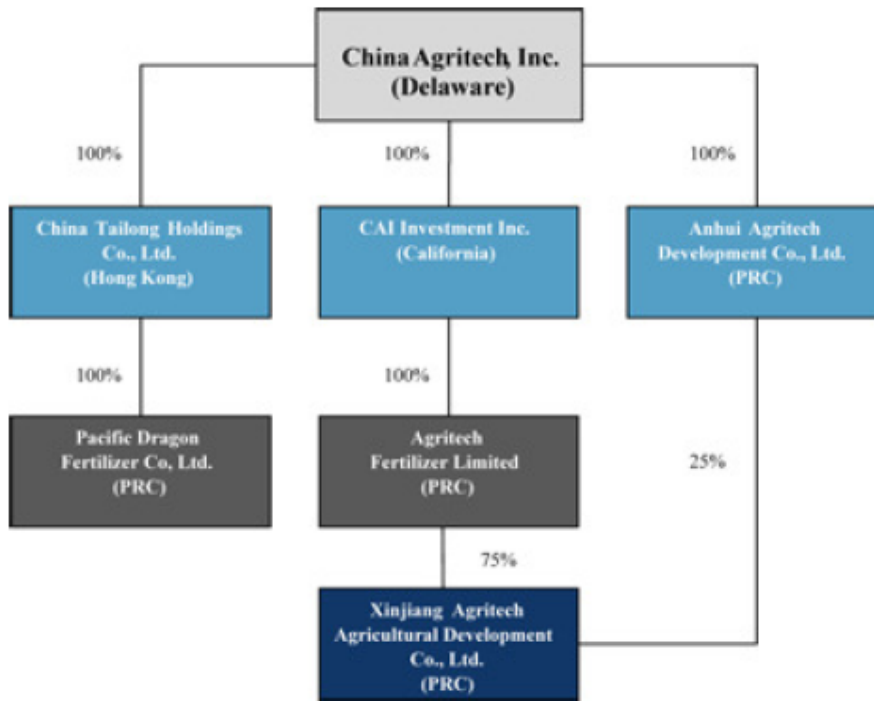 China Agritech, Inc.
(Delaware)
100%
100%
100%
China Tailong Holdings
Co., Ltd.
(Hong Kong)
CAI Investment Inc.
(California)
Anhui Agritech
Development Co., Ltd.
(PRC)
100%
100%
Pacific Dragon
Fertilizer Co, Ltd.
(PRC)
Agritech
Fertilizer Limited
(PRC)
25%
75%
Xinjiang Agritech
Agricultural Development
Co., Ltd.
(PRC)